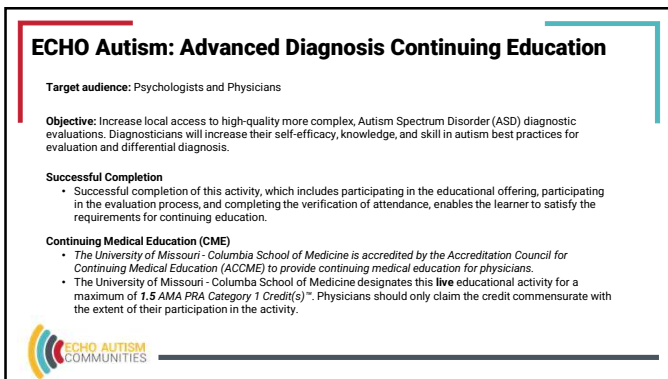 ECHO Autism: Advanced Diagnosis Continuing Education
Target audience: Psychologists and Physicians
Objective: Increase local access to high-quality more complex, Autism Spectrum Disorder (ASD) diagnostic
evaluations. Diagnosticians will increase their self-efficacy, knowledge, and skill in autism best practices for
evaluation and differential diagnosis.
Successful Completion
• Successful completion of this activity, which includes participating in the educational offering, participating
in the evaluation process, and completing the verification of attendance, enables the learner to satisfy the
requirements for continuing education.
Continuing Medical Education (CME)
• The University of Missouri - Columbia School of Medicine is accredited by the Accreditation Council for
Continuing Medical Education (ACCME) to provide continuing medical education for physicians.
• The University of Missouri - Columba School of Medicine designates this live educational activity for a
maximum of 1.5 AMA PRA Category 1 Credit(s)™. Physicians should only claim the credit commensurate with
the extent of their participation in the activity.
ECHO AUTISM
COMMUNITIES